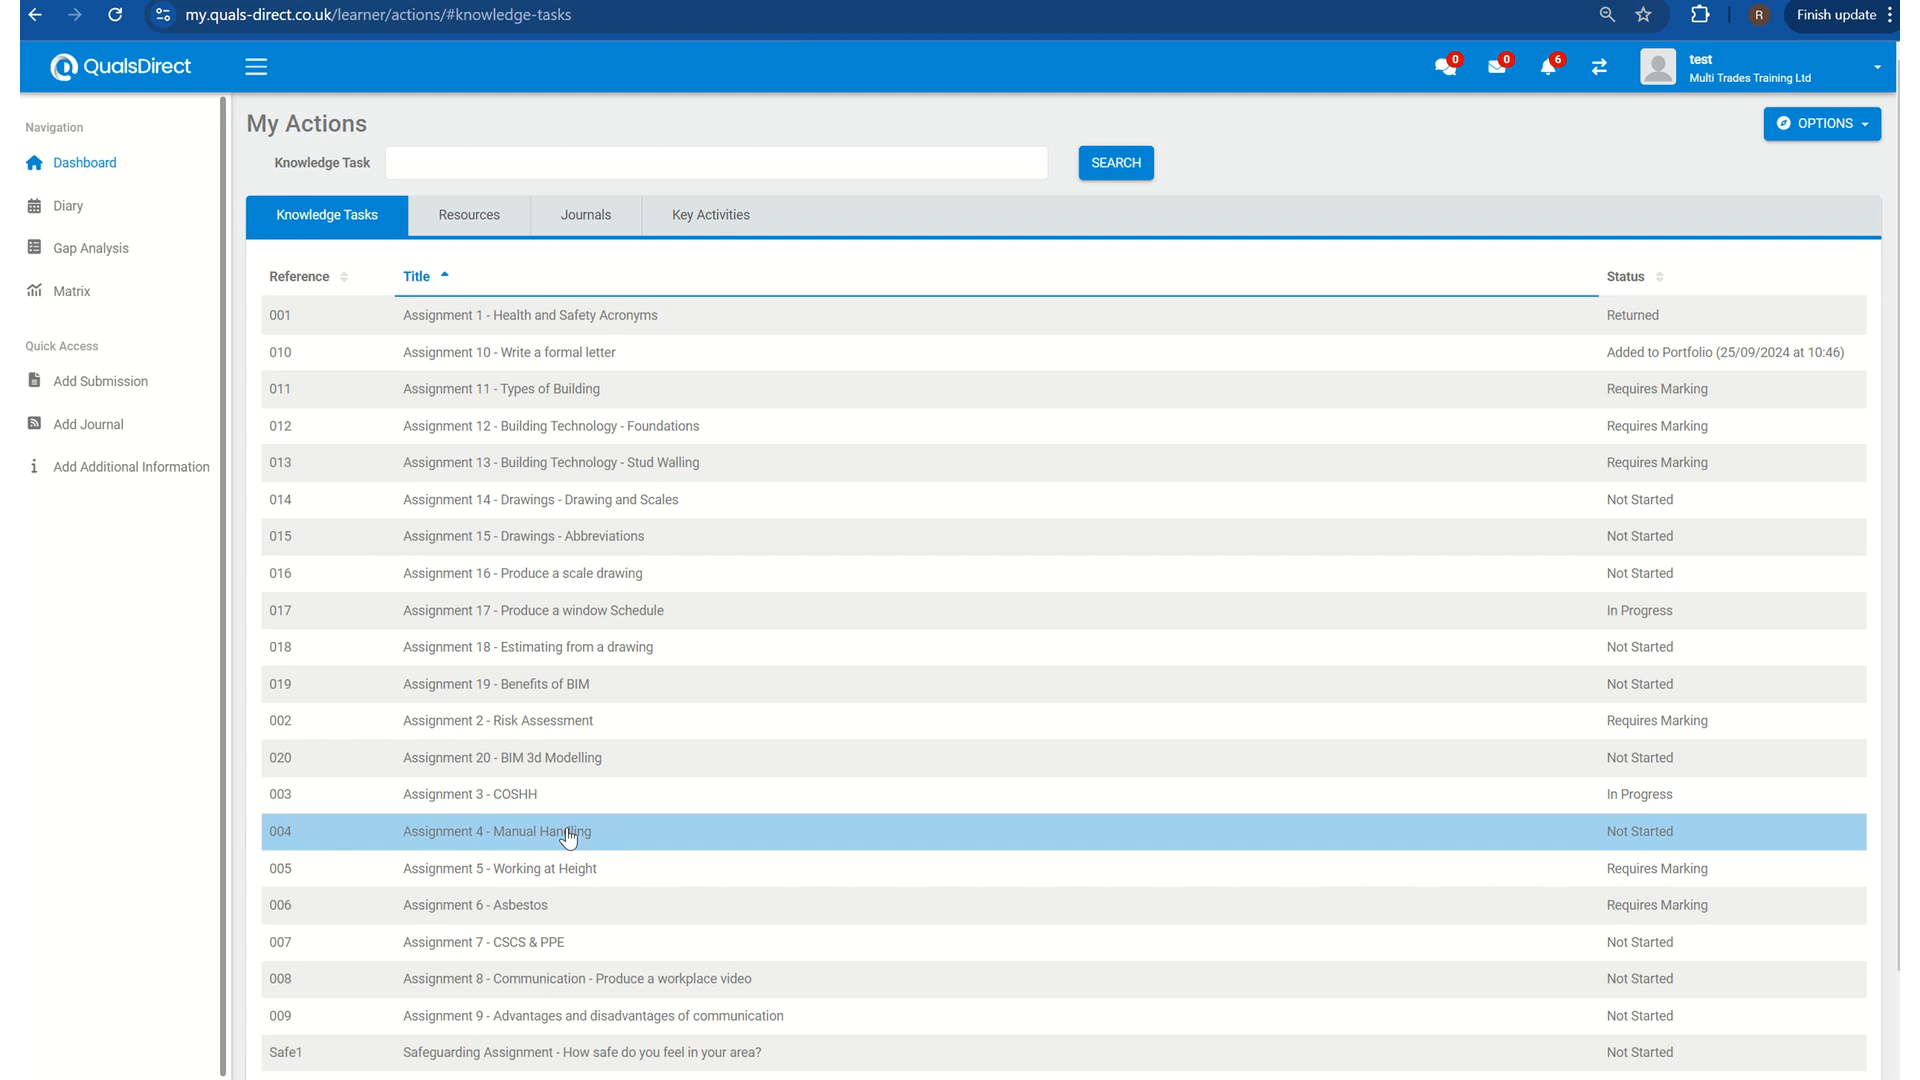 my.quals-direct.co.uk/learner/actions/#knowledge-tasks
R
Finish update
QualsDirect
0
0
6
test
Multi Trades Training Ltd
Navigation
Dashboard
Diary
Gap Analysis
Matrix
Quick Access
Add Submission
Add Journal
Add Additional Information
My Actions
OPTIONS
Knowledge Task
SEARCH
Knowledge Tasks Resources Journals Key Activities
Reference Title Status
001 Assignment 1 - Health and Safety Acronyms Returned
010 Assignment 10 - Write a formal letter Added to Portfolio (25/09/2024 at 10:46)
011 Assignment 11 - Types of Building Requires Marking
012 Assignment 12 - Building Technology - Foundations Requires Marking
013 Assignment 13 - Building Technology - Stud Walling Requires Marking
014 Assignment 14 - Drawings - Drawing and Scales Not Started
015 Assignment 15 - Drawings - Abbreviations Not Started
016 Assignment 16 - Produce a scale drawing Not Started
017 Assignment 17 - Produce a window Schedule In Progress
018 Assignment 18 - Estimating from a drawing Not Started
019 Assignment 19 - Benefits of BIM Not Started
002 Assignment 2 - Risk Assessment Requires Marking
020 Assignment 20 - BIM 3d Modelling Not Started
003 Assignment 3 - COSHH In Progress
004 Assignment 4 - Manual Handling Not Started
005 Assignment 5 - Working at Height Requires Marking
006 Assignment 6 - Asbestos Requires Marking
007 Assignment 7 - CSCS & PPE Not Started
008 Assignment 8 - Communication - Produce a workplace video Not Started
009 Assignment 9 - Advantages and disadvantages of communication Not Started
Safe1 Safeguarding Assignment - How safe do you feel in your area? Not Started